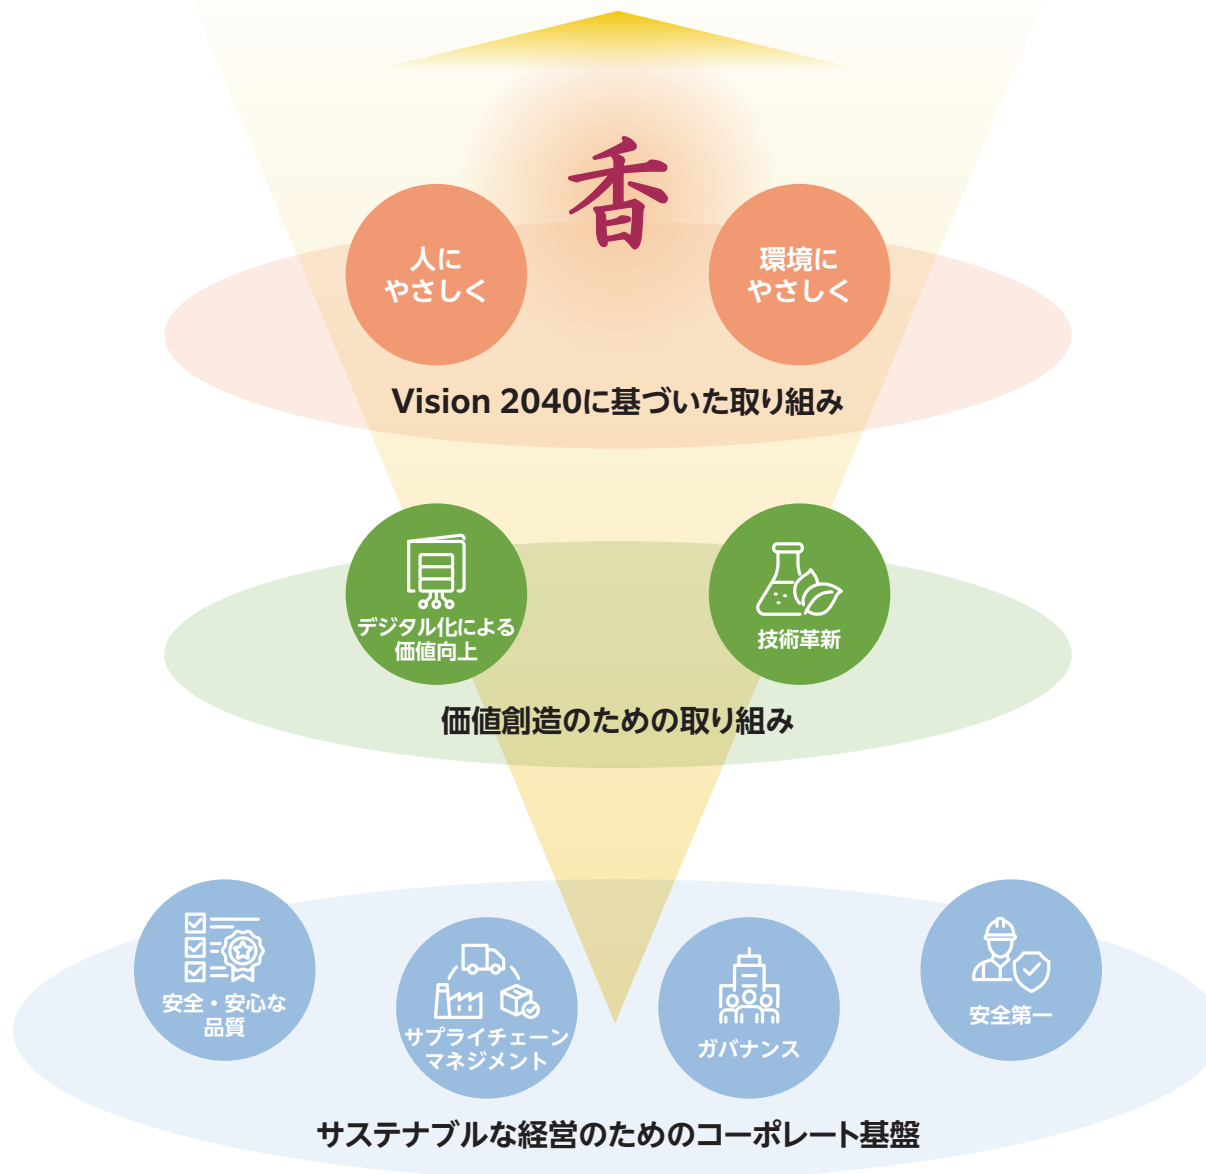 香
人に
やさしく
環境に
やさしく
Vision 2040に基づいた取り組み
デジタル化による
価値向上
技術革新
価値創造のための取り組み
安全・安心な
品質
サプライチェーン
マネジメント
ガバナンス
安全第一
サステナブルな経営のためのコーポレート基盤